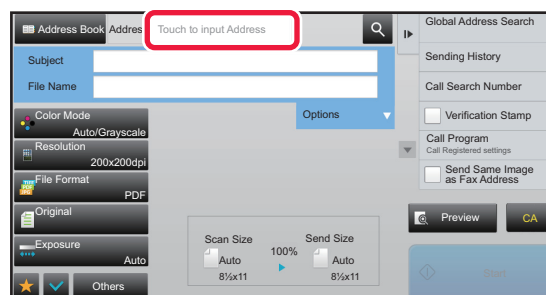 Address Book
Addres
Touch to input Address
Subject
File Name
Options
Color Mode
Auto/Grayscale
Resolution
200x200dpi
File Format
PDF
Original
Exposure
Auto
Others
Scan Size
Auto
8½x11
100%
Send Size
Auto
8½x11
Global Address Search
Sending History
Call Search Number
Verification Stamp
Call Program
Call Registered settings
Send Same Image
as Fax Address
Preview
CA
Start